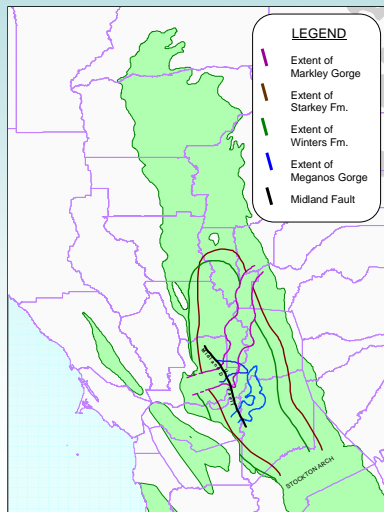 LEGEND
Extent of
Markley Gorge
Extent of
Starkey Fm.
Extent of
Winters Fm.
Extent of
Meganos Gorge
Midland Fault
STOCKTON ARCH